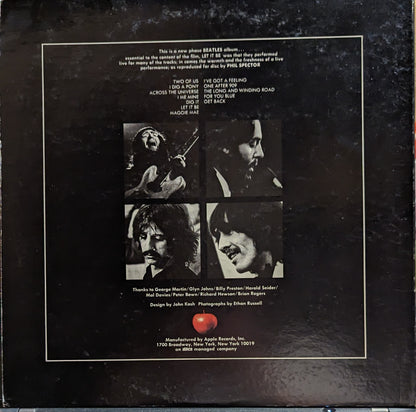 This is a new phase BEATLES album...
essential to the content of the film, LET IT BE was that they performed
live for many of the tracks; in comes the warmth and the freshness of a live
performance; as reproduced for disc by PHIL SPECTOR
TWO OF US
I DIG A PONY
ACROSS THE UNIVERSE
I ME MINE
DIG IT
LET IT BE
MAGGIE MAE
I'VE GOT A FEELING
ONE AFTER 909
THE LONG AND WINDING ROAD
FOR YOU BLUE
GET BACK
Thanks to George Martin/Glyn Johns/Billy Preston/Harold Seider/
Mal Davies/Peter Bown/Richard Hewson/Brian Rogers
Design by John Kosh Photographs by Ethan Russell
Manufactured by Apple Records, Inc.
1700 Broadway, New York, New York 10019
an abkco managed company